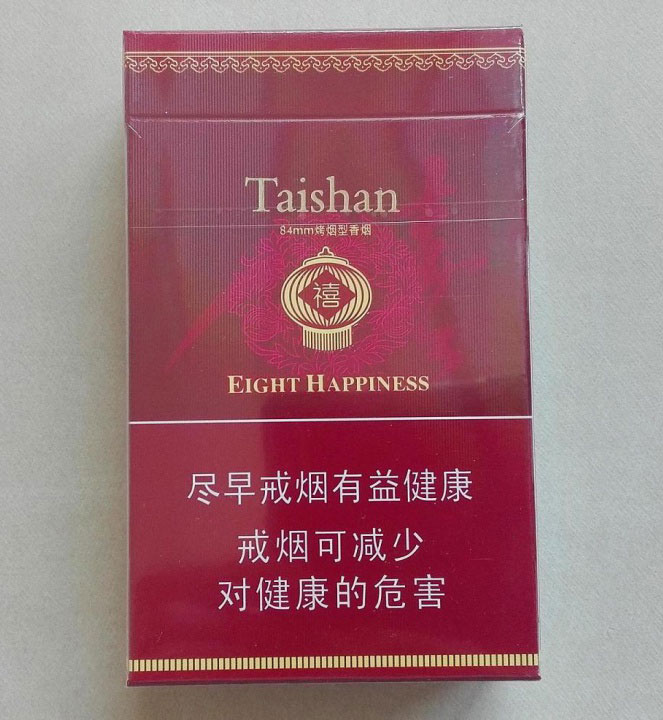 Taishan
84mm烤烟型香烟
禧
EIGHT HAPPINESS
尽早戒烟有益健康
戒烟可减少
对健康的危害